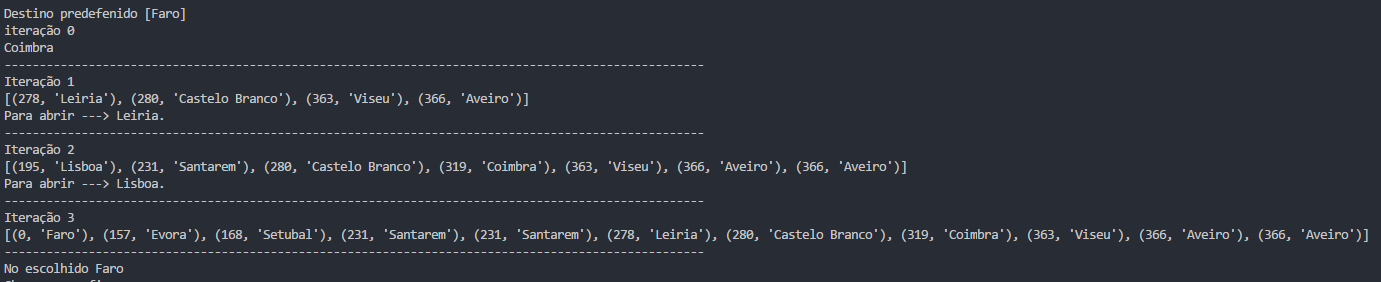 Destino predefenido [Faro]
iteração 0
Coimbra
----------------------------------------------------------------------------------------------------
Iteração 1
[(278, 'Leiria'), (280, 'Castelo Branco'), (363, 'Viseu'), (366, 'Aveiro')]
Para abrir ---> Leiria.
----------------------------------------------------------------------------------------------------
Iteração 2
[(195, 'Lisboa'), (231, 'Santarem'), (280, 'Castelo Branco'), (319, 'Coimbra'), (363, 'Viseu'), (366, 'Aveiro'), (366, 'Aveiro')]
Para abrir ---> Lisboa.
----------------------------------------------------------------------------------------------------
Iteração 3
[(0, 'Faro'), (157, 'Evora'), (168, 'Setubal'), (231, 'Santarem'), (231, 'Santarem'), (278, 'Leiria'), (280, 'Castelo Branco'), (319, 'Coimbra'), (363, 'Viseu'), (366, 'Aveiro'), (366, 'Aveiro')]
----------------------------------------------------------------------------------------------------
No escolhido Faro